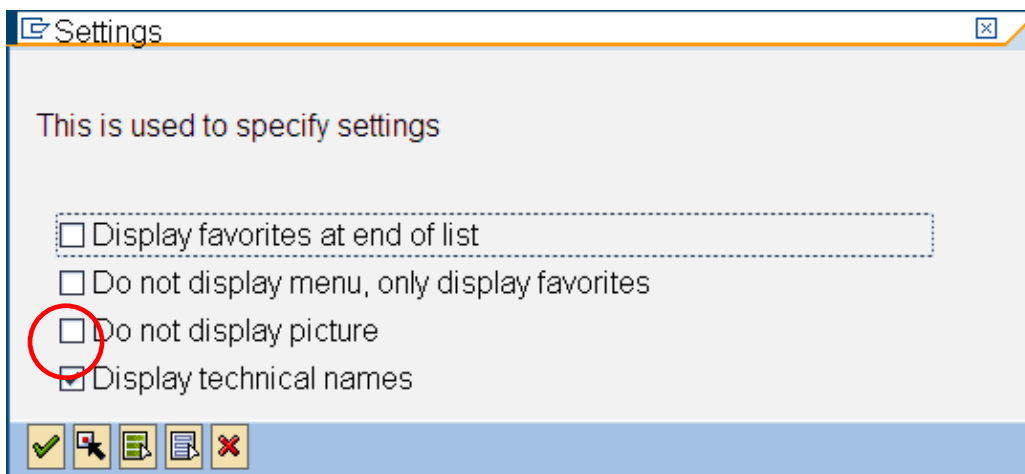 Settings
This is used to specify settings
Display favorites at end of list
Do not display menu, only display favorites
Do not display picture
Display technical names